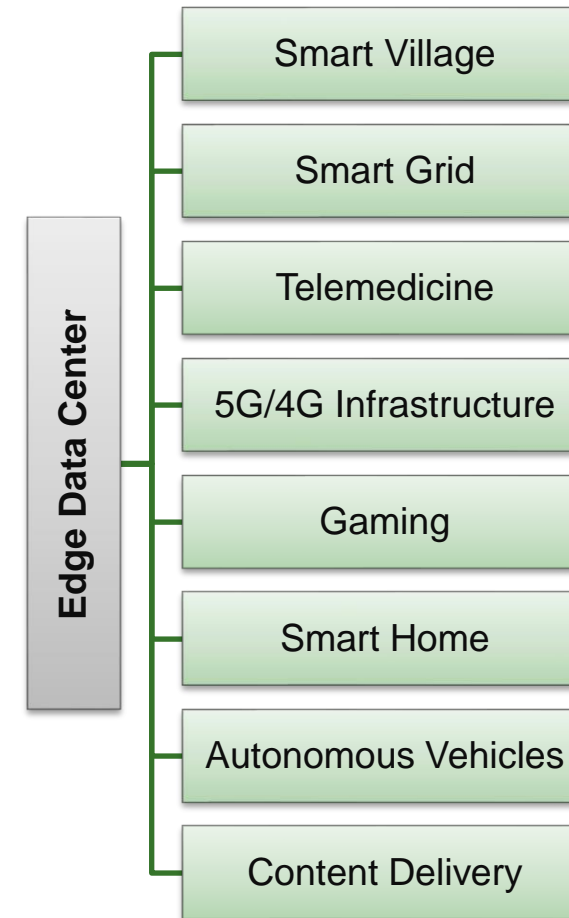 Edge Data Center
Smart Village
Smart Grid
Telemedicine
5G/4G Infrastructure
Gaming
Smart Home
Autonomous Vehicles
Content Delivery